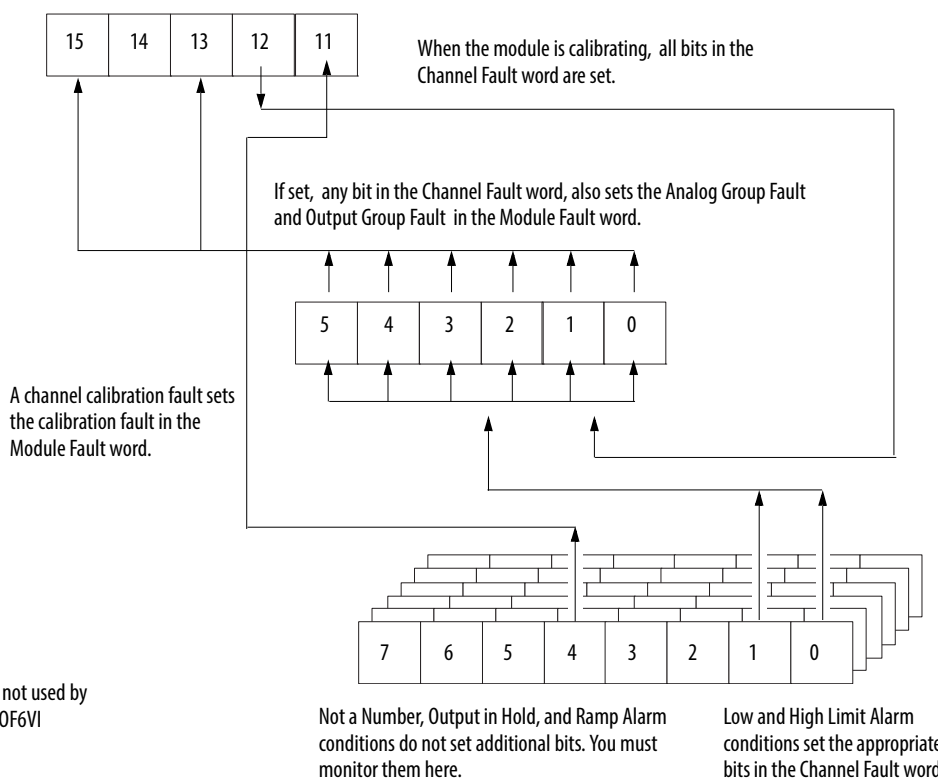 15 14 13 12 11
When the module is calibrating, all bits in the
Channel Fault word are set.
If set, any bit in the Channel Fault word, also sets the Analog Group Fault
and Output Group Fault in the Module Fault word.
5 4 3 2 1 0
A channel calibration fault sets
the calibration fault in the
Module Fault word.
7 6 5 4 3 2 1 0
not used by
OF6VI
Not a Number, Output in Hold, and Ramp Alarm
conditions do not set additional bits. You must
monitor them here.
Low and High Limit Alarm
conditions set the appropriate
bits in the Channel Fault word